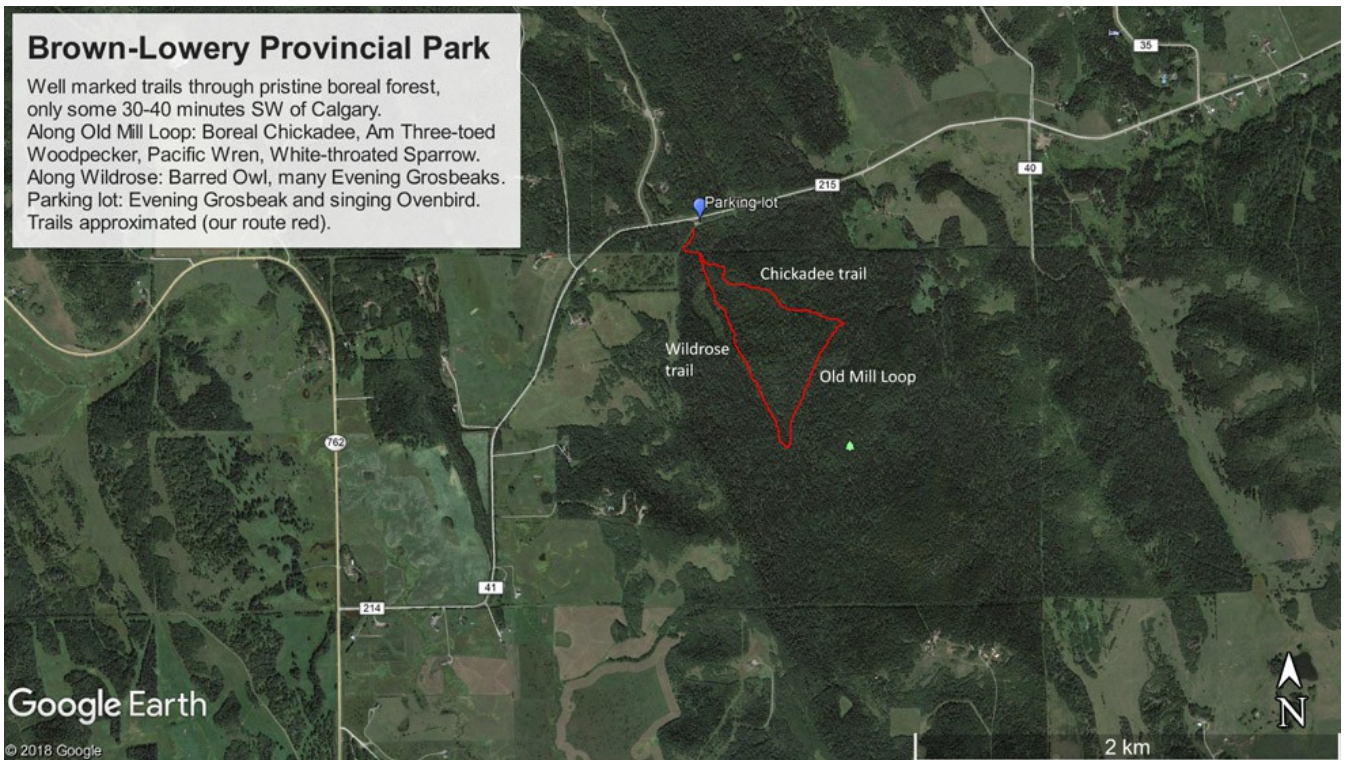 Brown-Lowery Provincial Park
Well marked trails through pristine boreal forest,
only some 30-40 minutes SW of Calgary.
Along Old Mill Loop: Boreal Chickadee, Am Three-toed
Woodpecker, Pacific Wren, White-throated Sparrow.
Along Wildrose: Barred Owl, many Evening Grosbeaks.
Parking lot: Evening Grosbeak and singing Ovenbird.
Trails approximated (our route red).
35
40
215
Parking lot
Chickadee trail
Wildrose
trail
Old Mill Loop
762
41
214
Google Earth
N
© 2018 Google
2 km